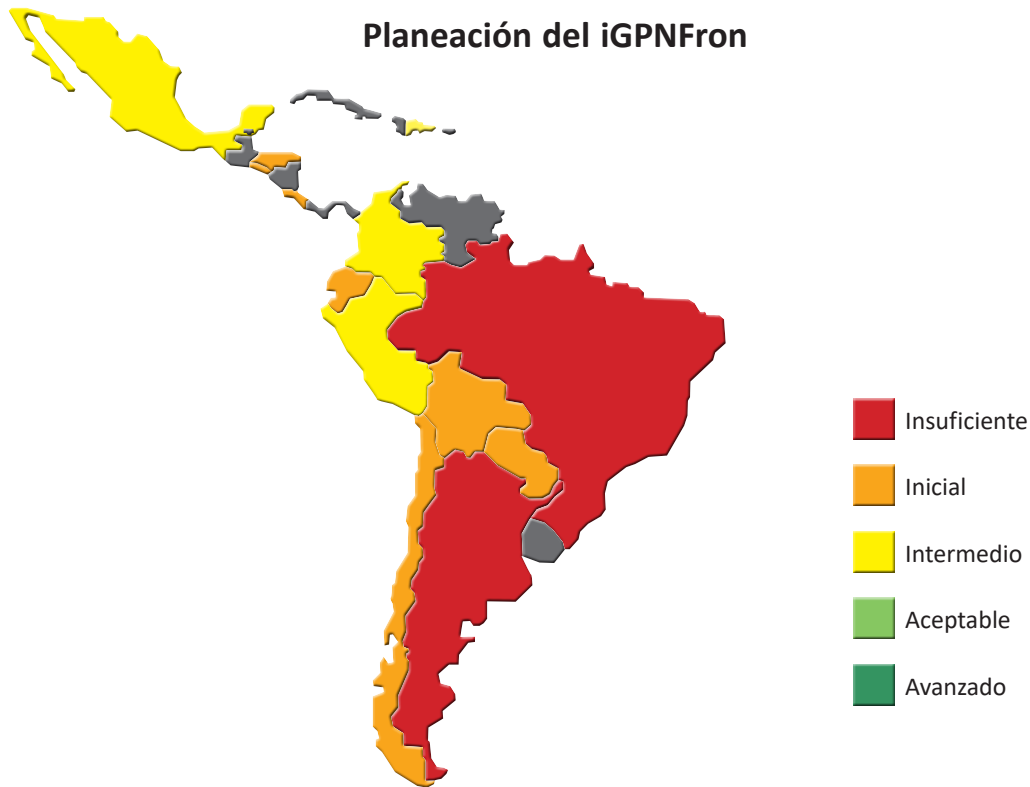 Planeación del iGPNFron
Insuficiente
Inicial
Intermedio
Aceptable
Avanzado